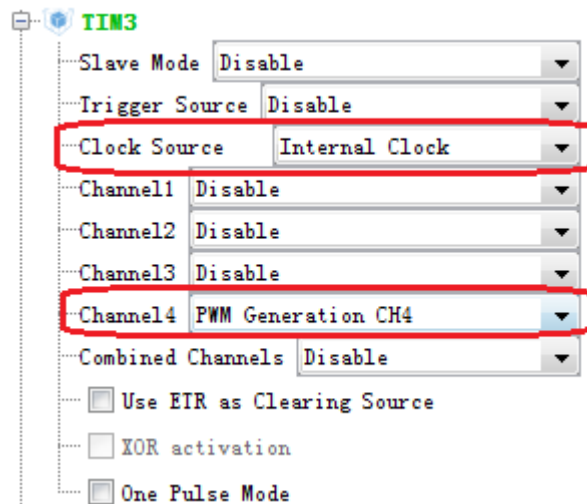 TIM3
Slave Mode Disable
Trigger Source Disable
Clock Source Internal Clock
Channel1 Disable
Channel2 Disable
Channel3 Disable
Channel4 PWM Generation CH4
Combined Channels Disable
Use ETR as Clearing Source
XOR activation
One Pulse Mode